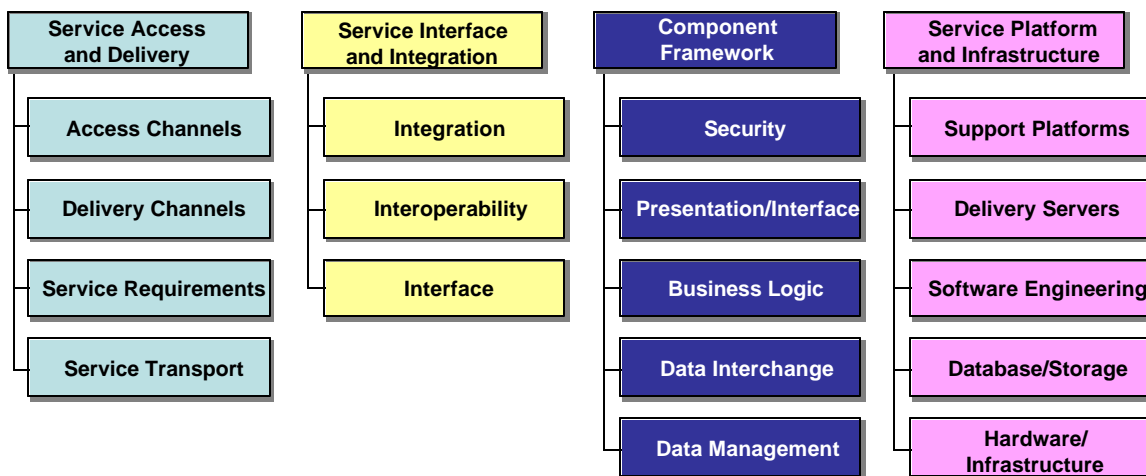 Service Access
and Delivery
Access Channels
Delivery Channels
Service Requirements
Service Transport
Service Interface
and Integration
Integration
Interoperability
Interface
Component
Framework
Security
Presentation/Interface
Business Logic
Data Interchange
Data Management
Service Platform
and Infrastructure
Support Platforms
Delivery Servers
Software Engineering
Database/Storage
Hardware/
Infrastructure